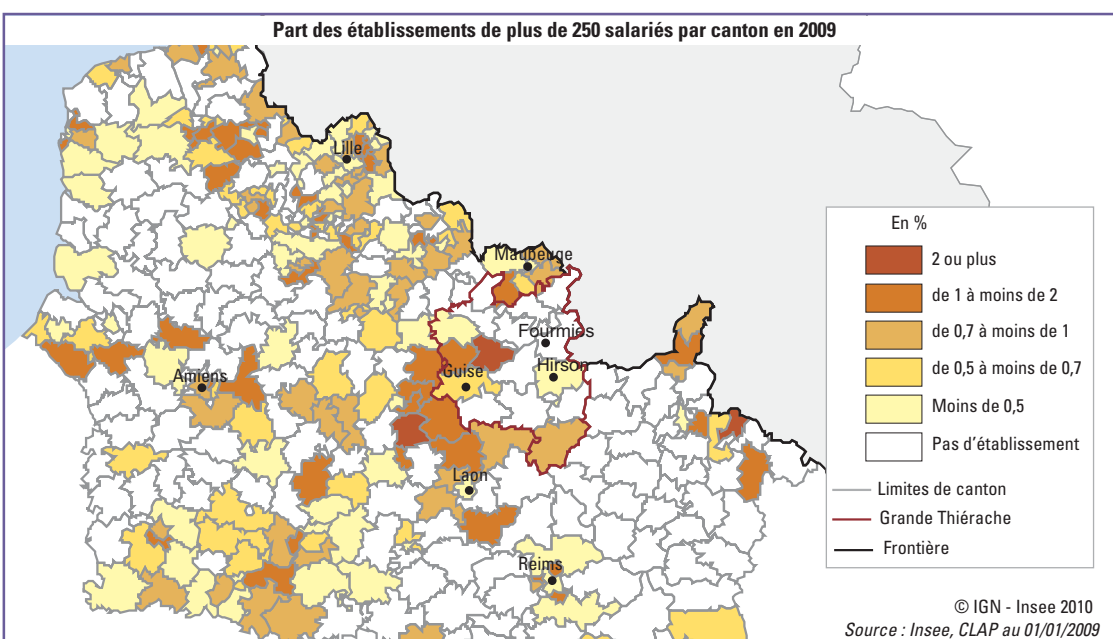 Part des établissements de plus de 250 salariés par canton en 2009
Lille
Maubeuge
Fourmies
Hirson
Guise
Amiens
Laon
Reims
En %
2 ou plus
de 1 à moins de 2
de 0,7 à moins de 1
de 0,5 à moins de 0,7
Moins de 0,5
Pas d'établissement
Limites de canton
Grande Thiérache
Frontière
© IGN - Insee 2010
Source : Insee, CLAP au 01/01/2009